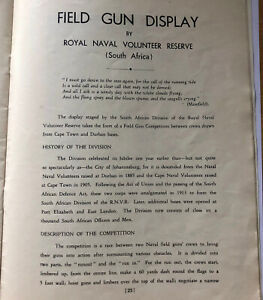 FIELD GUN DISPLAY
BY
ROYAL NAVAL VOLUNTEER RESERVE
(South Africa)
"I must go down to the seas again, for the call of the running tide
Is a wild call and a clear call that may not be denied;
And all I ask is a windy day with the white clouds flying,
And the flung spray and the blown spume, and the seagulls crying."
(Masefield).
The display staged by the South African Division of the Royal Naval
Volunteer Reserve takes the form of a Field Gun Competition between crews drawn
from Cape Town and Durban bases.
HISTORY OF THE DIVISION
The Division celebrated its Jubilee one year earlier than—but not quite
as spectacularly as—the City of Johannesburg; for it is descended from the Natal
Naval Volunteers raised at Durban in 1885 and the Cape Naval Volunteers raised
at Cape Town in 1905. Following the Act of Union and the passing of the South
African Defence Act, these two corps were amalgamated in 1913 to form the
South African Division of the R.N.V.R. Later, additional bases were opened at
Port Elizabeth and East London. The Division now consists of close to a
thousand South African Officers and Men.
DESCRIPTION OF THE COMPETITION
The competition is a race between two Naval field guns' crews to bring
their guns into action after surmounting various obstacles. It is divided into
two parts, the "runout" and the "run in." For the run out, the crews start,
limbered up, from the croms line, make a 60 yards dash round the flags to a
5 foot wall, hoist guns and limbers over the wall, negotiate a narrow
[25]